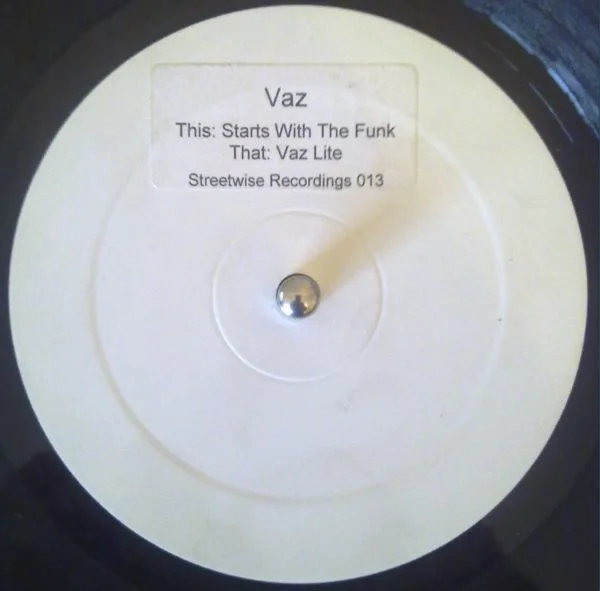 Vaz
This: Starts With The Funk
That: Vaz Lite
Streetwise Recordings 013